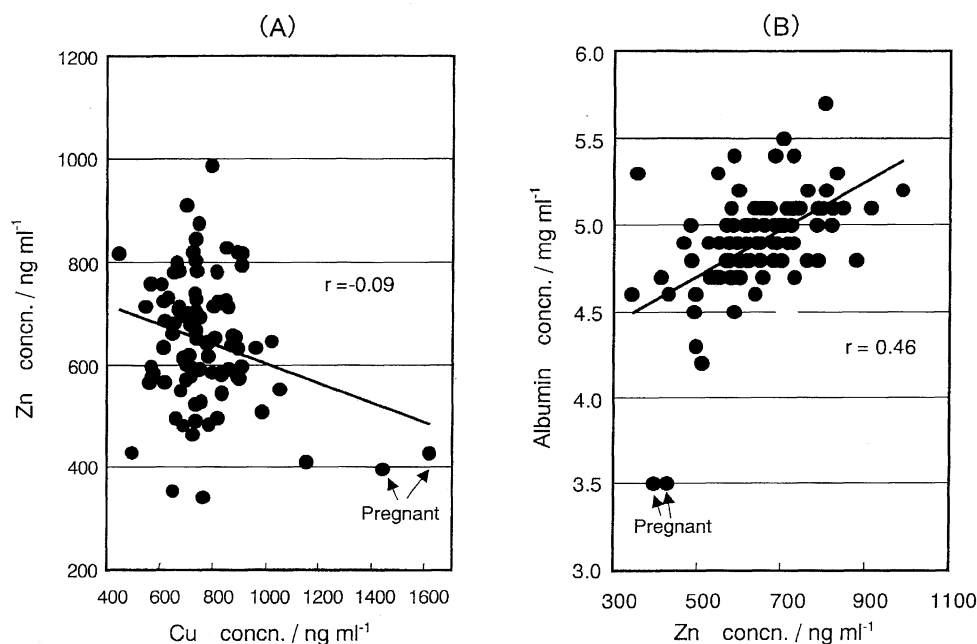 (A)
1200
1000
800
600
400
200
Zn concn. / ng ml-1
r =-0.09
Pregnant
400 600 800 1000 1200 1400 1600
Cu concn. / ng ml-1
(B)
6.0
5.5
5.0
4.5
4.0
3.5
3.0
Albumin concn. / mg ml-1
r = 0.46
Pregnant
300 500 700 900 1100
Zn concn. / ng ml-1